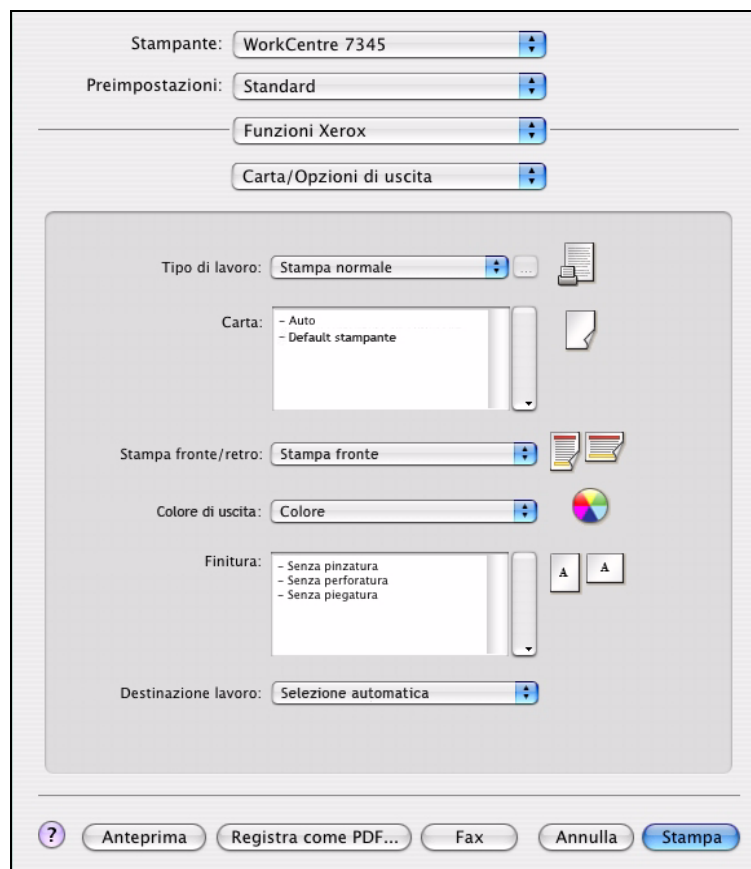 Stampante: WorkCentre 7345
Preimpostazioni: Standard
Funzioni Xerox
Carta/Opzioni di uscita
Tipo di lavoro: Stampa normale ...
Carta: - Auto
- Default stampante
Stampa fronte/retro: Stampa fronte
Colore di uscita: Colore
Finitura: - Senza pinzatura
- Senza perforatura
- Senza piegatura
A A
Destinazione lavoro: Selezione automatica
? Anteprima Registra come PDF... Fax Annulla Stampa